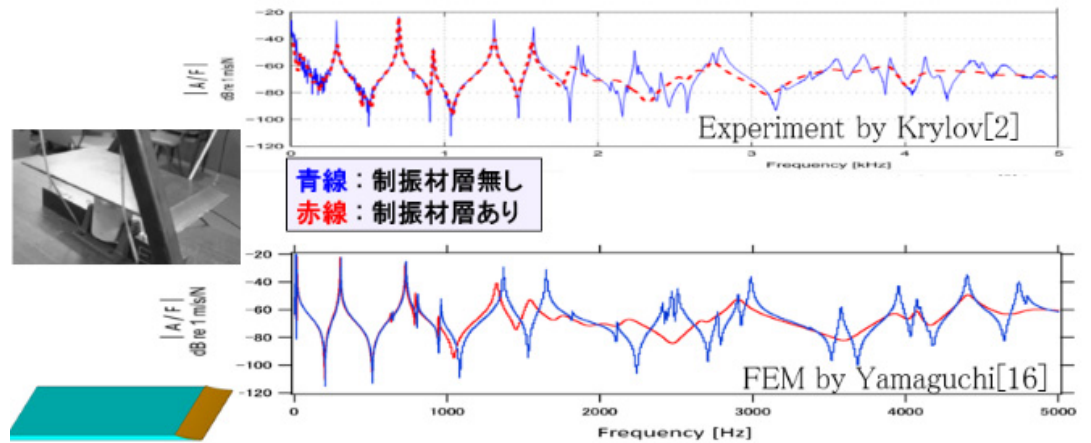 -20
-40
-60
-80
-100
-120
|A/F|
dB re 1 m/s/N
0
1
2
3
4
5
Frequency [kHz]
Experiment by Krylov[2]
青線：制振材層無し
赤線：制振材層あり
-20
-40
-60
-80
-100
-120
|A/F|
dB re 1 m/s/N
FEM by Yamaguchi[16]
0
1000
2000
3000
4000
5000
Frequency [Hz]